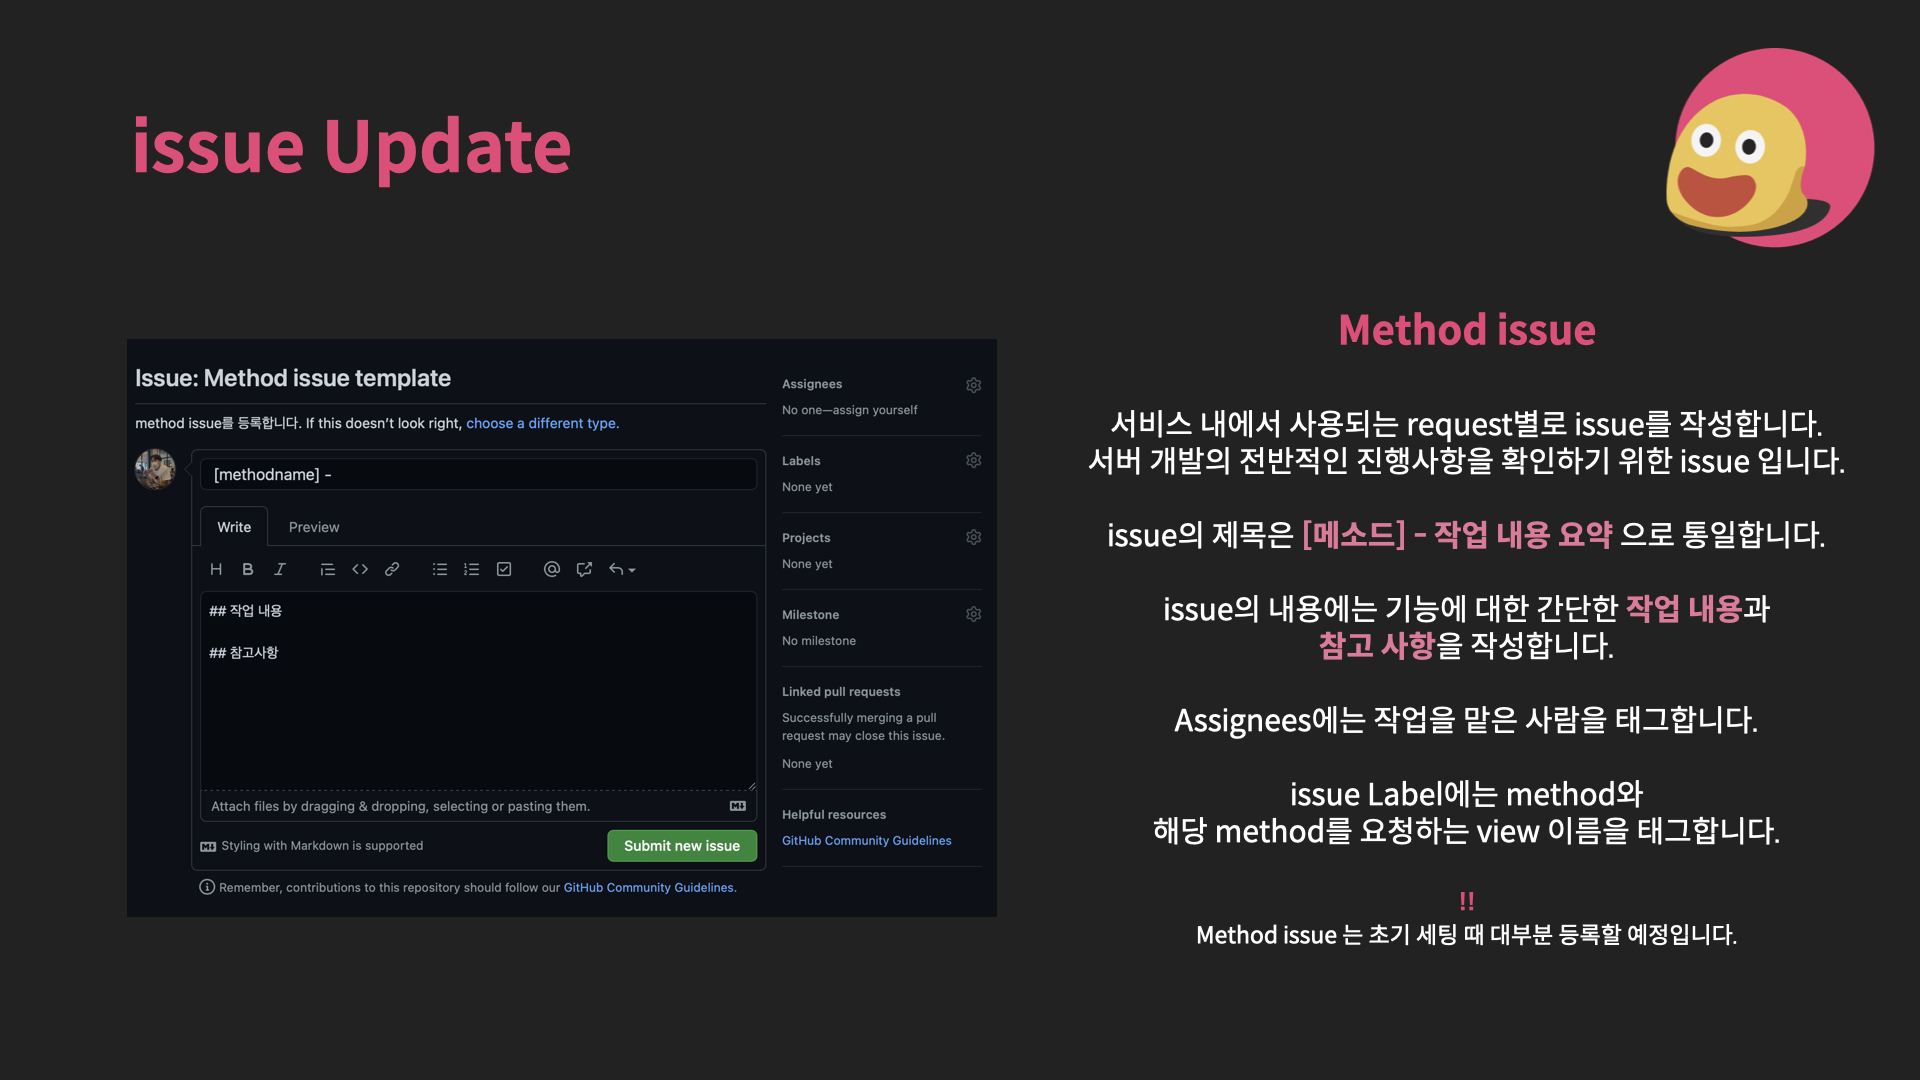 issue Update
Issue: Method issue template
method issue를 등록합니다. If this doesn't look right, choose a different type.
[methodname] -
Write
Preview
H B I
## 작업 내용
## 참고사항
Attach files by dragging & dropping, selecting or pasting them.
Styling with Markdown is supported
Submit new issue
Remember, contributions to this repository should follow our GitHub Community Guidelines.
Assignees
No one—assign yourself
Labels
None yet
Projects
None yet
Milestone
No milestone
Linked pull requests
Successfully merging a pull
request may close this issue.
None yet
Helpful resources
GitHub Community Guidelines
Method issue
서비스 내에서 사용되는 request별로 issue를 작성합니다.
서버 개발의 전반적인 진행사항을 확인하기 위한 issue 입니다.
issue의 제목은 [메소드] - 작업 내용 요약 으로 통일합니다.
issue의 내용에는 기능에 대한 간단한 작업 내용과
참고 사항을 작성합니다.
Assignees에는 작업을 맡은 사람을 태그합니다.
issue Label에는 method와
해당 method를 요청하는 view 이름을 태그합니다.
!!
Method issue 는 초기 세팅 때 대부분 등록할 예정입니다.